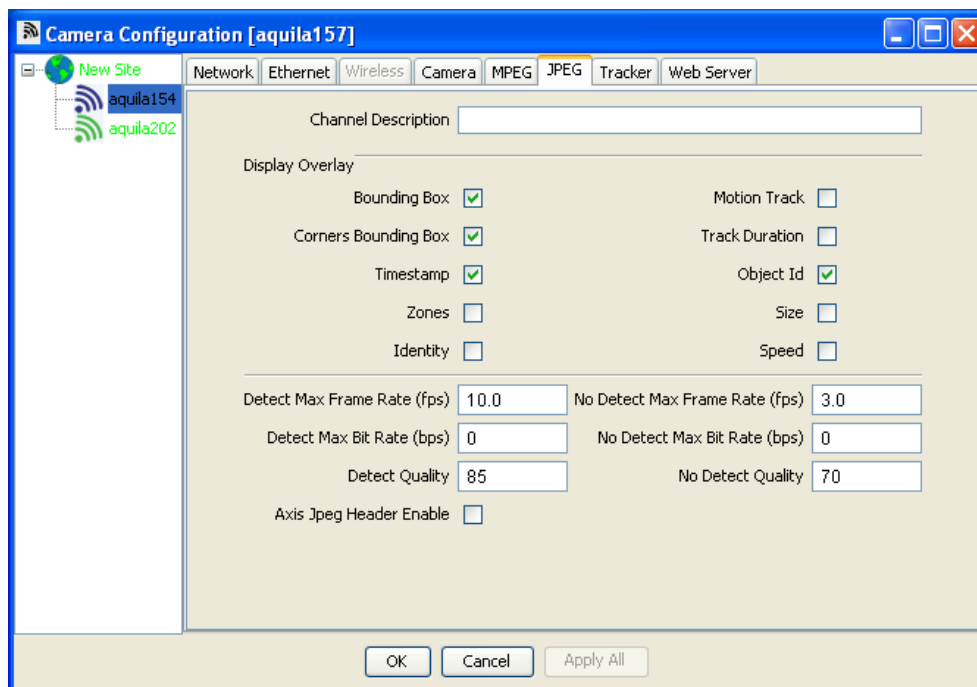 Camera Configuration [aquila157]
New Site
aquila154
aquila202
Network Ethernet Wireless Camera MPEG JPEG Tracker Web Server
Channel Description
Display Overlay
Bounding Box Motion Track
Corners Bounding Box Track Duration
Timestamp Object Id
Zones Size
Identity Speed
Detect Max Frame Rate (fps) 10.0 No Detect Max Frame Rate (fps) 3.0
Detect Max Bit Rate (bps) 0 No Detect Max Bit Rate (bps) 0
Detect Quality 85 No Detect Quality 70
Axis Jpeg Header Enable
OK Cancel Apply All